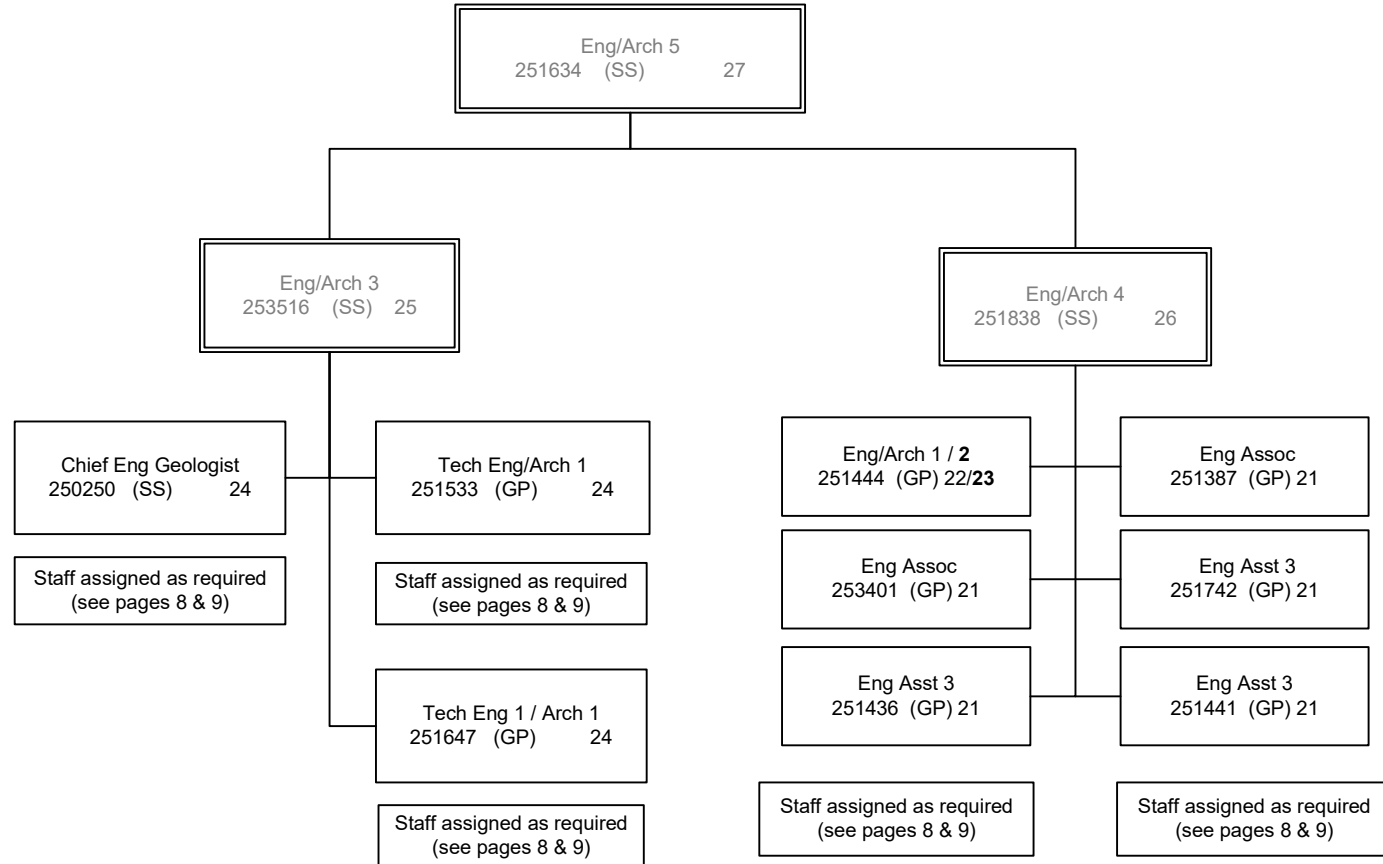 Eng/Arch 5
251634 (SS) 27
Eng/Arch 3
253516 (SS) 25
Eng/Arch 4
251838 (SS) 26
Chief Eng Geologist
250250 (SS) 24
Tech Eng/Arch 1
251533 (GP) 24
Staff assigned as required
(see pages 8 & 9)
Staff assigned as required
(see pages 8 & 9)
Tech Eng 1 / Arch 1
251647 (GP) 24
Staff assigned as required
(see pages 8 & 9)
Eng/Arch 1 / 2
251444 (GP) 22/23
Eng Assoc
251387 (GP) 21
Eng Assoc
253401 (GP) 21
Eng Asst 3
251742 (GP) 21
Eng Asst 3
251436 (GP) 21
Eng Asst 3
251441 (GP) 21
Staff assigned as required
(see pages 8 & 9)
Staff assigned as required
(see pages 8 & 9)